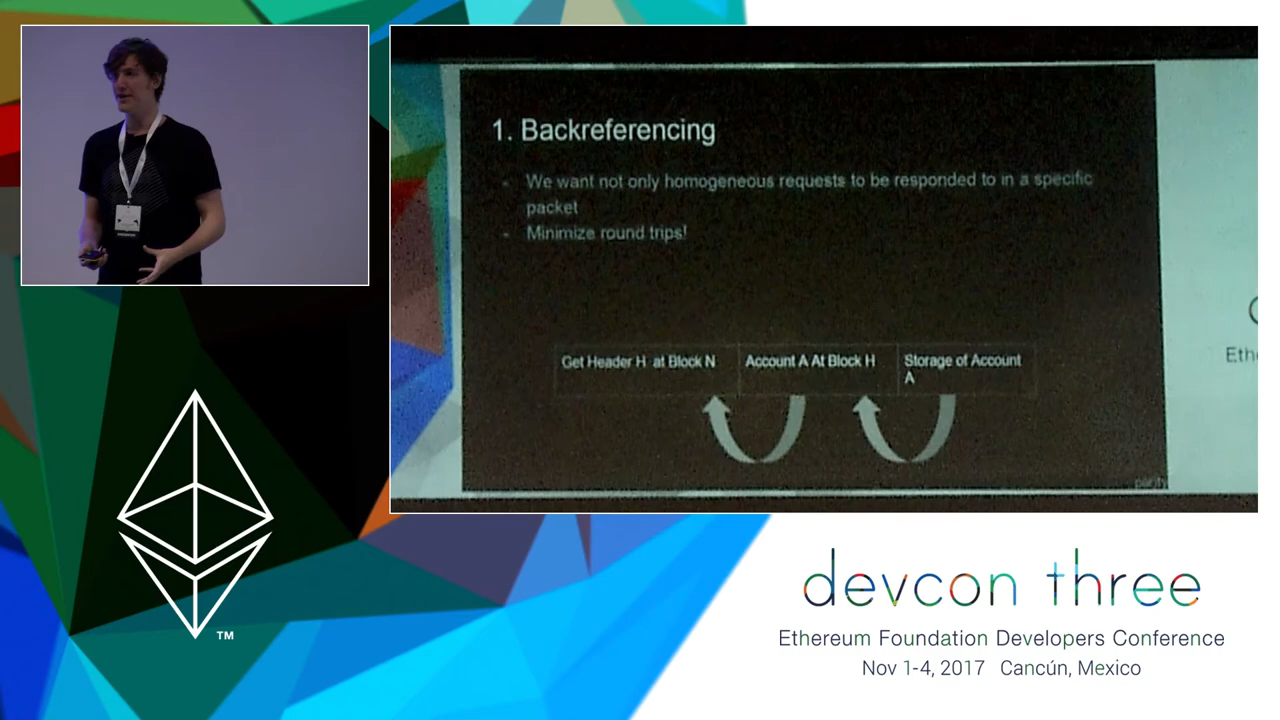 1. Backreferencing
- We want not only homogeneous requests to be responded to in a specific
packet
- Minimize round trips!
Get Header H at Block N
Account A At Block H
Storage of Account
A
parity
TM
devcon three
Ethereum Foundation Developers Conference
Nov 1-4, 2017 Cancún, Mexico